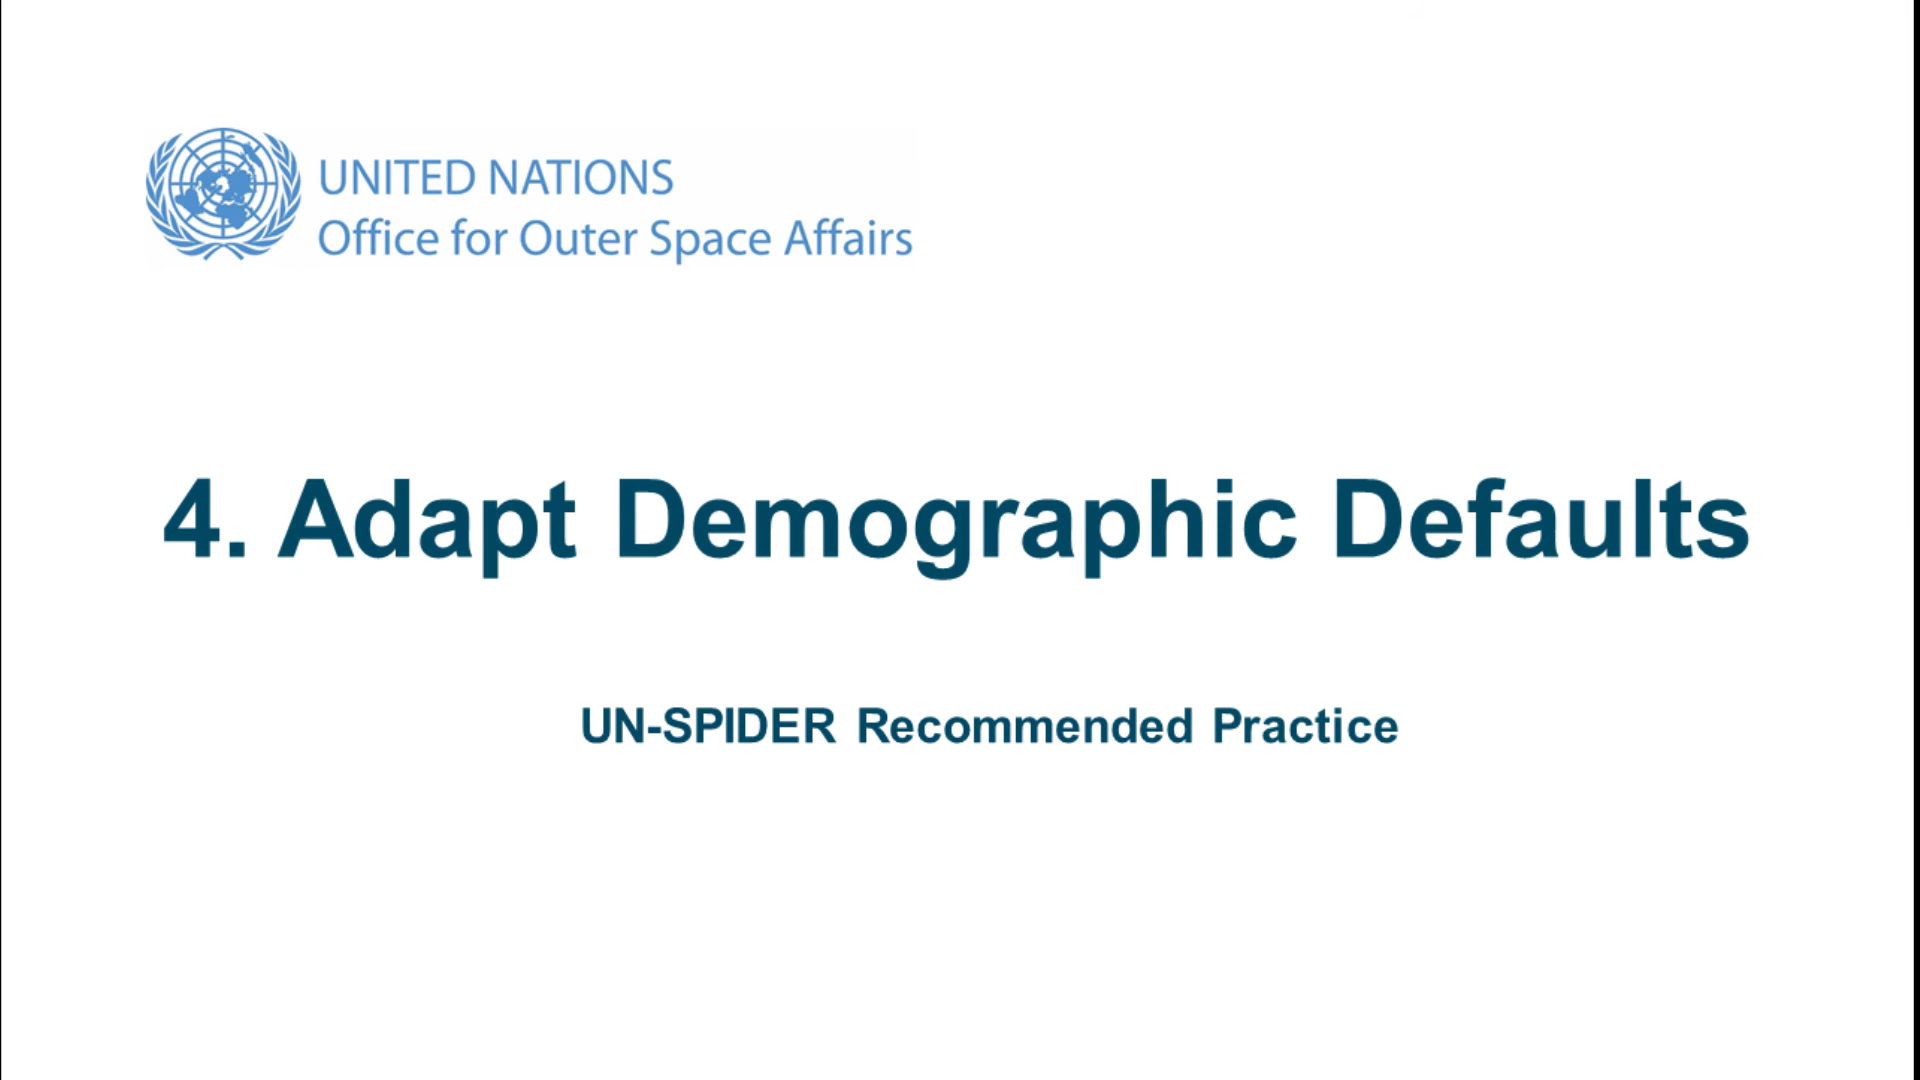 UNITED NATIONS
Office for Outer Space Affairs
4. Adapt Demographic Defaults
UN-SPIDER Recommended Practice